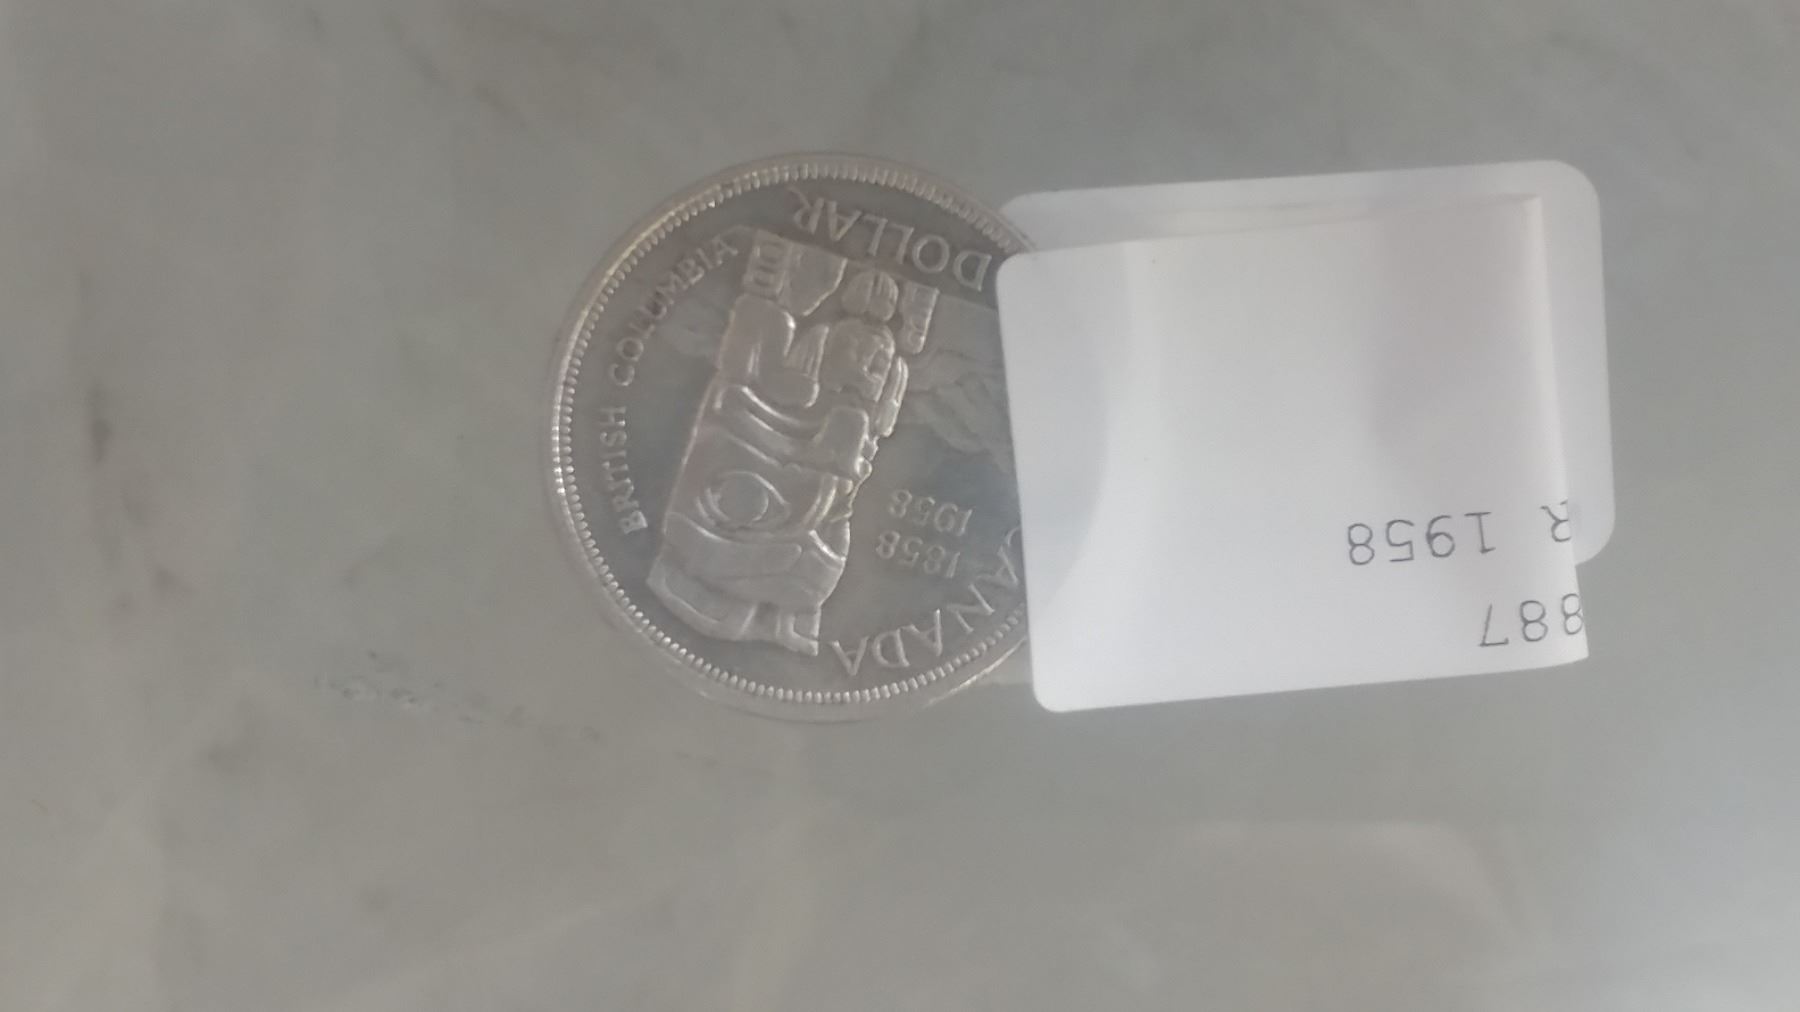 CANADA
1858
1958
BRITISH COLUMBIA
DOLLAR
887
R 1958